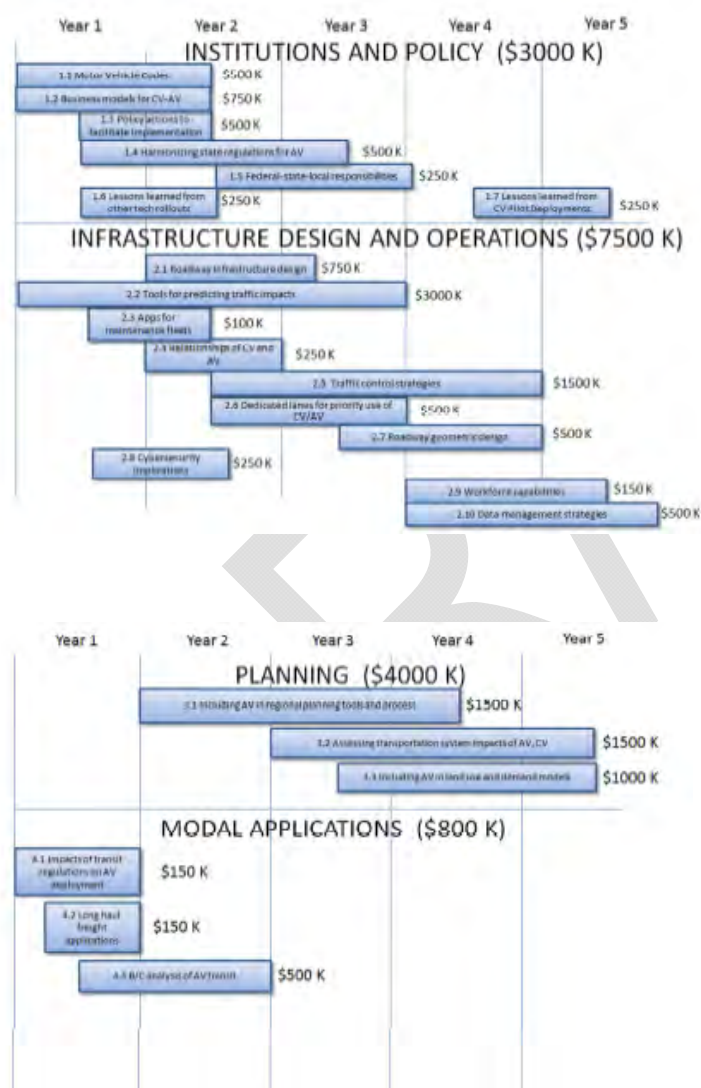 Year 1 Year 2 Year 3 Year 4 Year 5
INSTITUTIONS AND POLICY ($3000 K)
1.1 Motor Vehicle Codes $500 K
1.2 Business models for CV-AV $750 K
1.3 Policy actions to
facilitate implementation $500 K
1.4 Harmonizing state regulations for AV $500 K
1.5 Federal-state-local responsibilities $250 K
1.6 Lessons learned from
other tech rollouts $250 K
1.7 Lessons learned from
CV Pilot Deployments $250 K
INFRASTRUCTURE DESIGN AND OPERATIONS ($7500 K)
2.1 Roadway infrastructure design $750 K
2.2 Tools for predicting traffic impacts $3000 K
2.3 Apps for
maintenance fleets $100 K
2.4 Relationships of CV and
AV $250 K
2.5 Traffic control strategies $1500 K
2.6 Dedicated lanes for priority use of
CV/AV $500 K
2.7 Roadway geometric design $500 K
2.8 Cybersecurity
implications $250 K
2.9 Workforce capabilities $150 K
2.10 Data management strategies $500 K
Year 1 Year 2 Year 3 Year 4 Year 5
PLANNING ($4000 K)
3.1 Including AV in regional planning tools and process $1500 K
3.2 Assessing transportation system impacts of AV, CV $1500 K
3.3 Including AV in land use and demand models $1000 K
MODAL APPLICATIONS ($800 K)
4.1 Impacts of transit
regulations on AV
deployment $150 K
4.2 Long haul
freight
applications $150 K
4.3 B/C analysis of AV transit $500 K